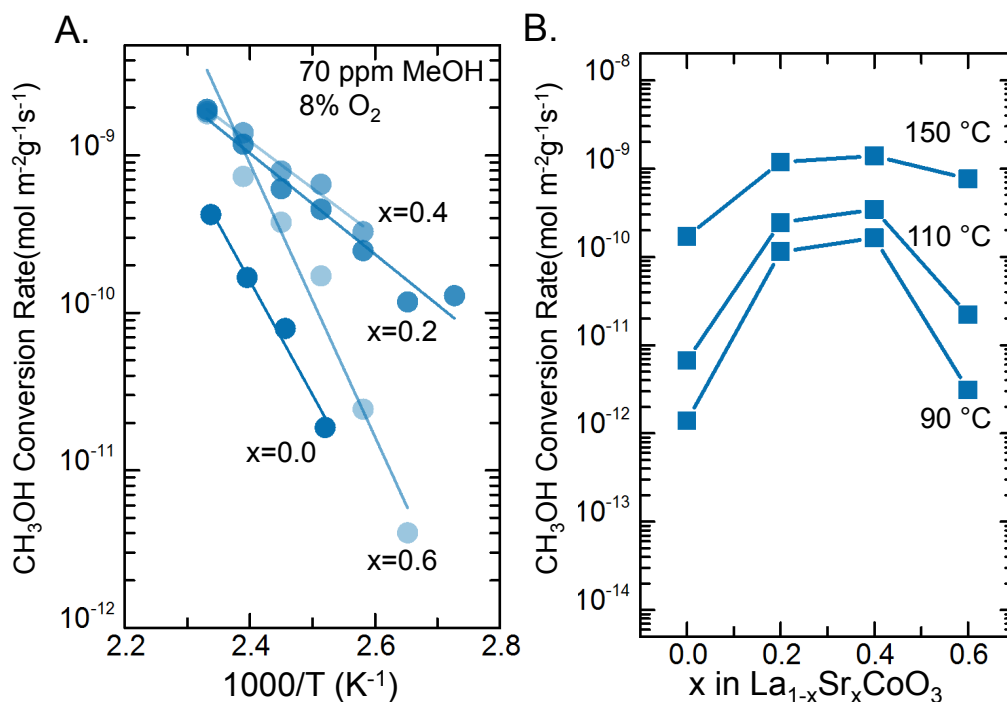 A.
70 ppm MeOH
8% O₂
x=0.4
x=0.2
x=0.0
x=0.6
10⁻⁹
10⁻¹⁰
10⁻¹¹
10⁻¹²
2.2 2.4 2.6 2.8
1000/T (K⁻¹)
CH₃OH Conversion Rate(mol m⁻²g⁻¹s⁻¹)
B.
150 °C
110 °C
90 °C
10⁻⁸
10⁻⁹
10⁻¹⁰
10⁻¹¹
10⁻¹²
10⁻¹³
10⁻¹⁴
0.0 0.2 0.4 0.6
x in La₁₋ₓSrₓCoO₃
CH₃OH Conversion Rate(mol m⁻²g⁻¹s⁻¹)